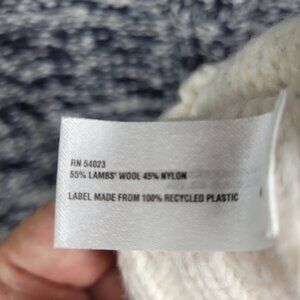 RN 54023
55% LAMBS' WOOL 45% NYLON
LABEL MADE FROM 100% RECYCLED PLASTIC